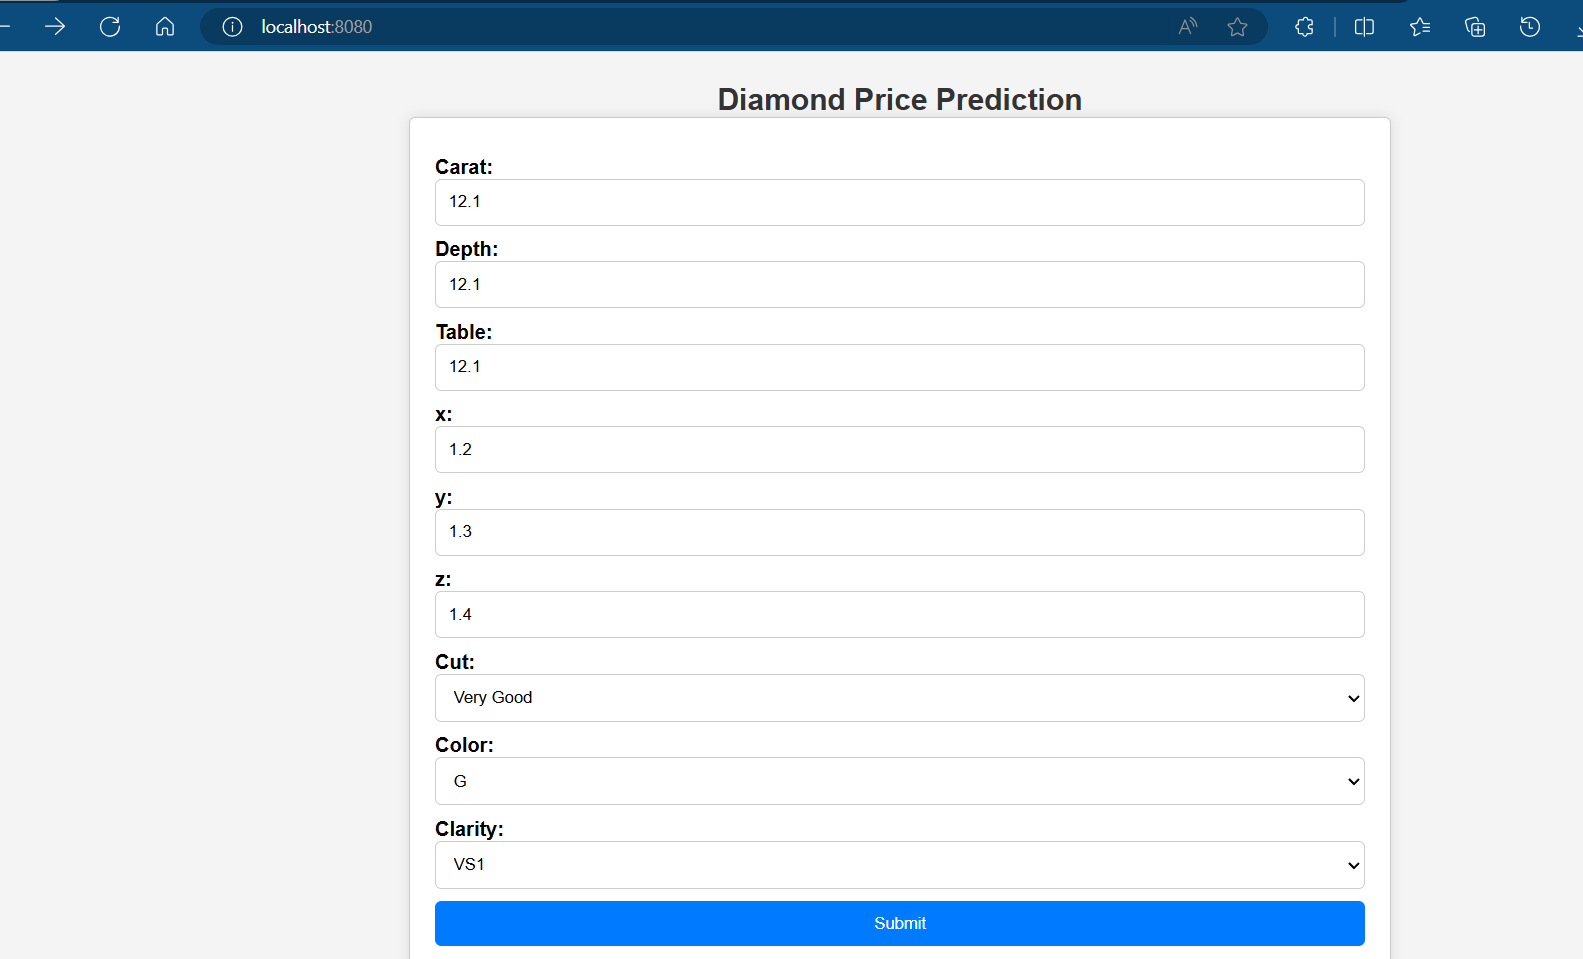 localhost:8080
Diamond Price Prediction
Carat:
12.1
Depth:
12.1
Table:
12.1
x:
1.2
y:
1.3
z:
1.4
Cut:
Very Good
Color:
G
Clarity:
VS1
Submit